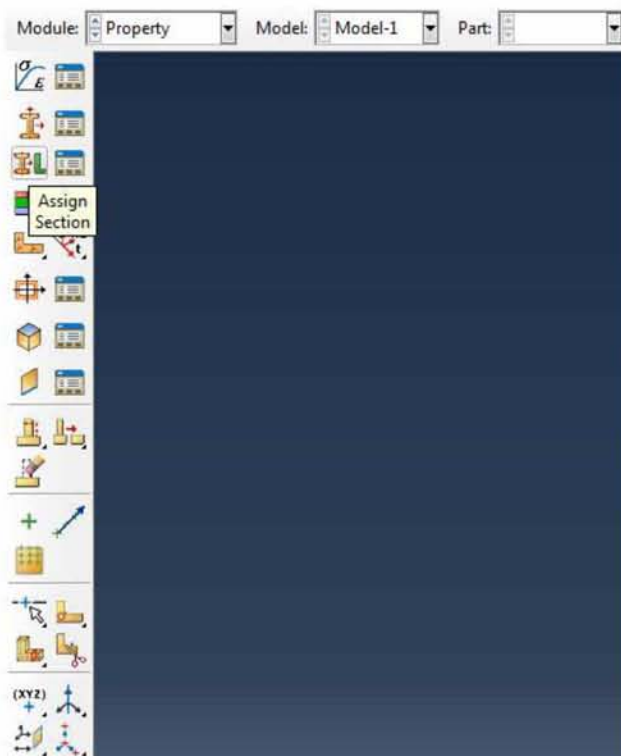 Module: Property Model: Model-1 Part:
σ
ε
Assign
Section
t
(XYZ)